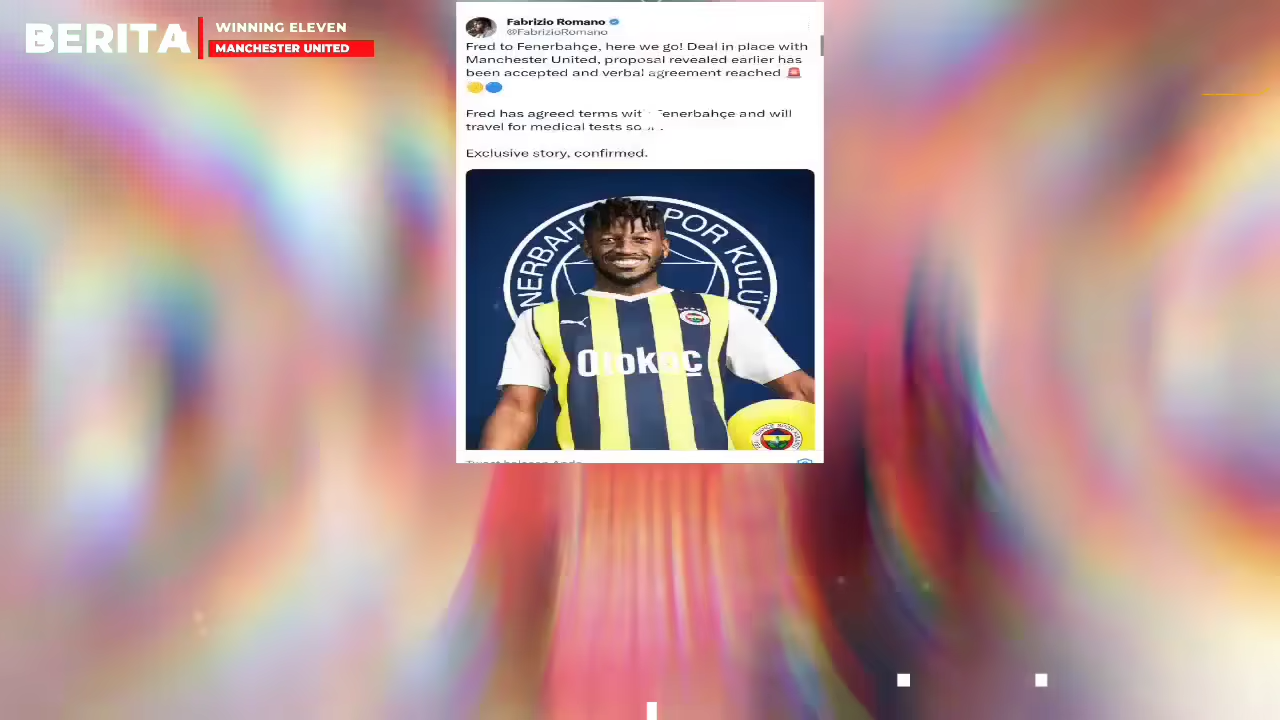 BERITA
WINNING ELEVEN
MANCHESTER UNITED
Fabrizio Romano
@FabrizioRomano
Fred to Fenerbahçe, here we go! Deal in place with
Manchester United, proposal revealed earlier has
been accepted and verbal agreement reached 🚨
🟡🔵
Fred has agreed terms with Fenerbahçe and will
travel for medical tests
Exclusive story, confirmed.
Otokoç